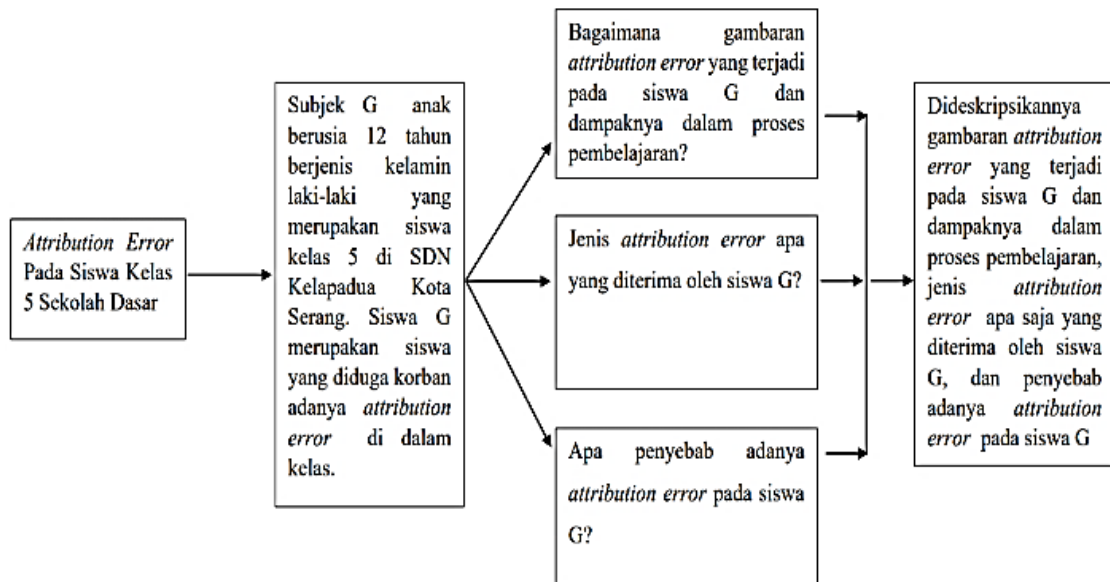 Attribution Error
Pada Siswa Kelas
5 Sekolah Dasar
Subjek G anak
berusia 12 tahun
berjenis kelamin
laki-laki yang
merupakan siswa
kelas 5 di SDN
Kelapadua Kota
Serang. Siswa G
merupakan siswa
yang diduga korban
adanya attribution
error di dalam
kelas.
Bagaimana gambaran
attribution error yang terjadi
pada siswa G dan
dampaknya dalam proses
pembelajaran?
Jenis attribution error apa
yang diterima oleh siswa G?
Apa penyebab adanya
attribution error pada siswa
G?
Dideskripsikannya
gambaran attribution
error yang terjadi
pada siswa G dan
dampaknya dalam
proses pembelajaran,
jenis attribution
error apa saja yang
diterima oleh siswa
G, dan penyebab
adanya attribution
error pada siswa G